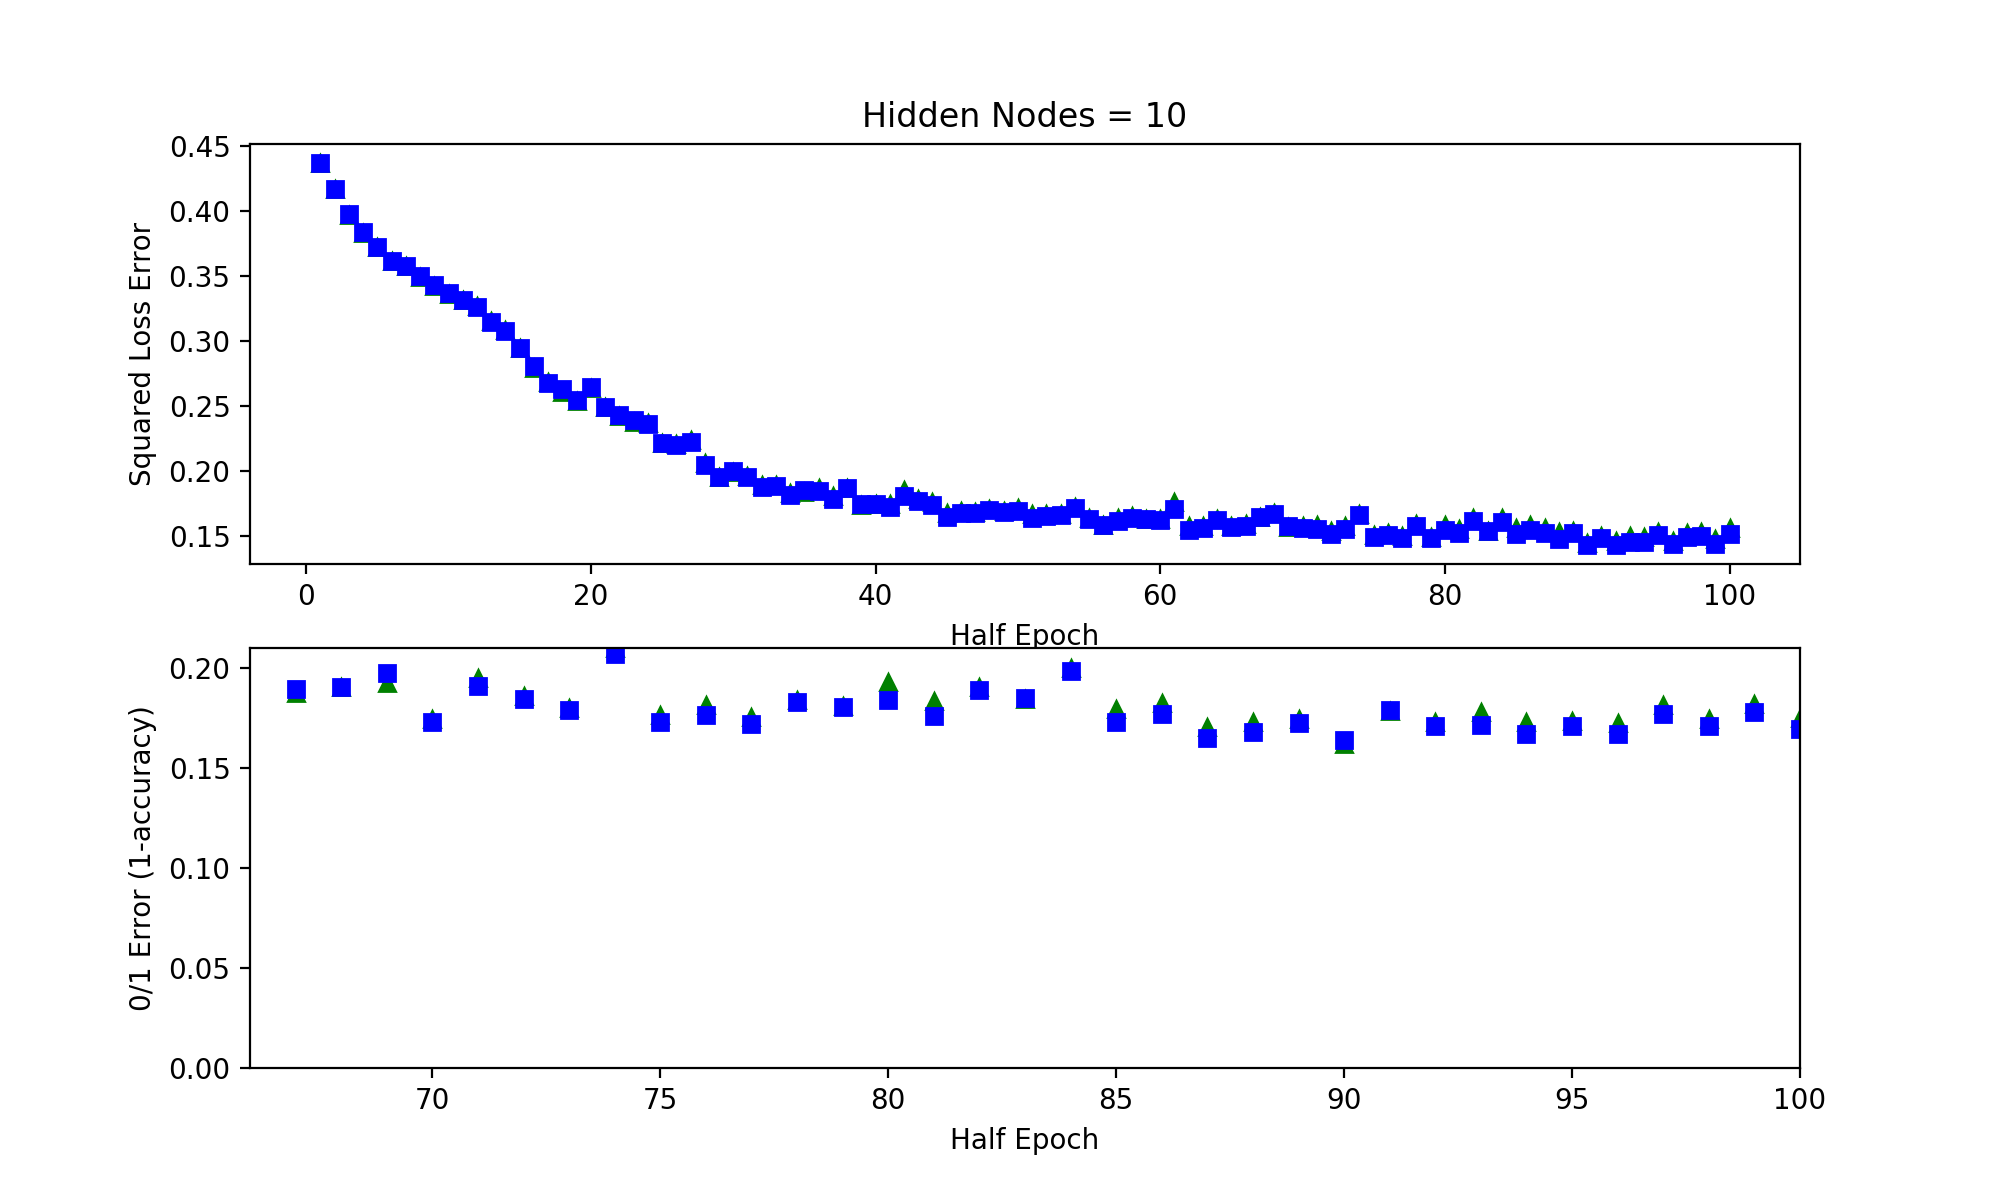 Hidden Nodes = 10
Squared Loss Error
0.45
0.40
0.35
0.30
0.25
0.20
0.15
0 20 40 60 80 100
Half Epoch
0/1 Error (1-accuracy)
0.20
0.15
0.10
0.05
0.00
70 75 80 85 90 95 100
Half Epoch